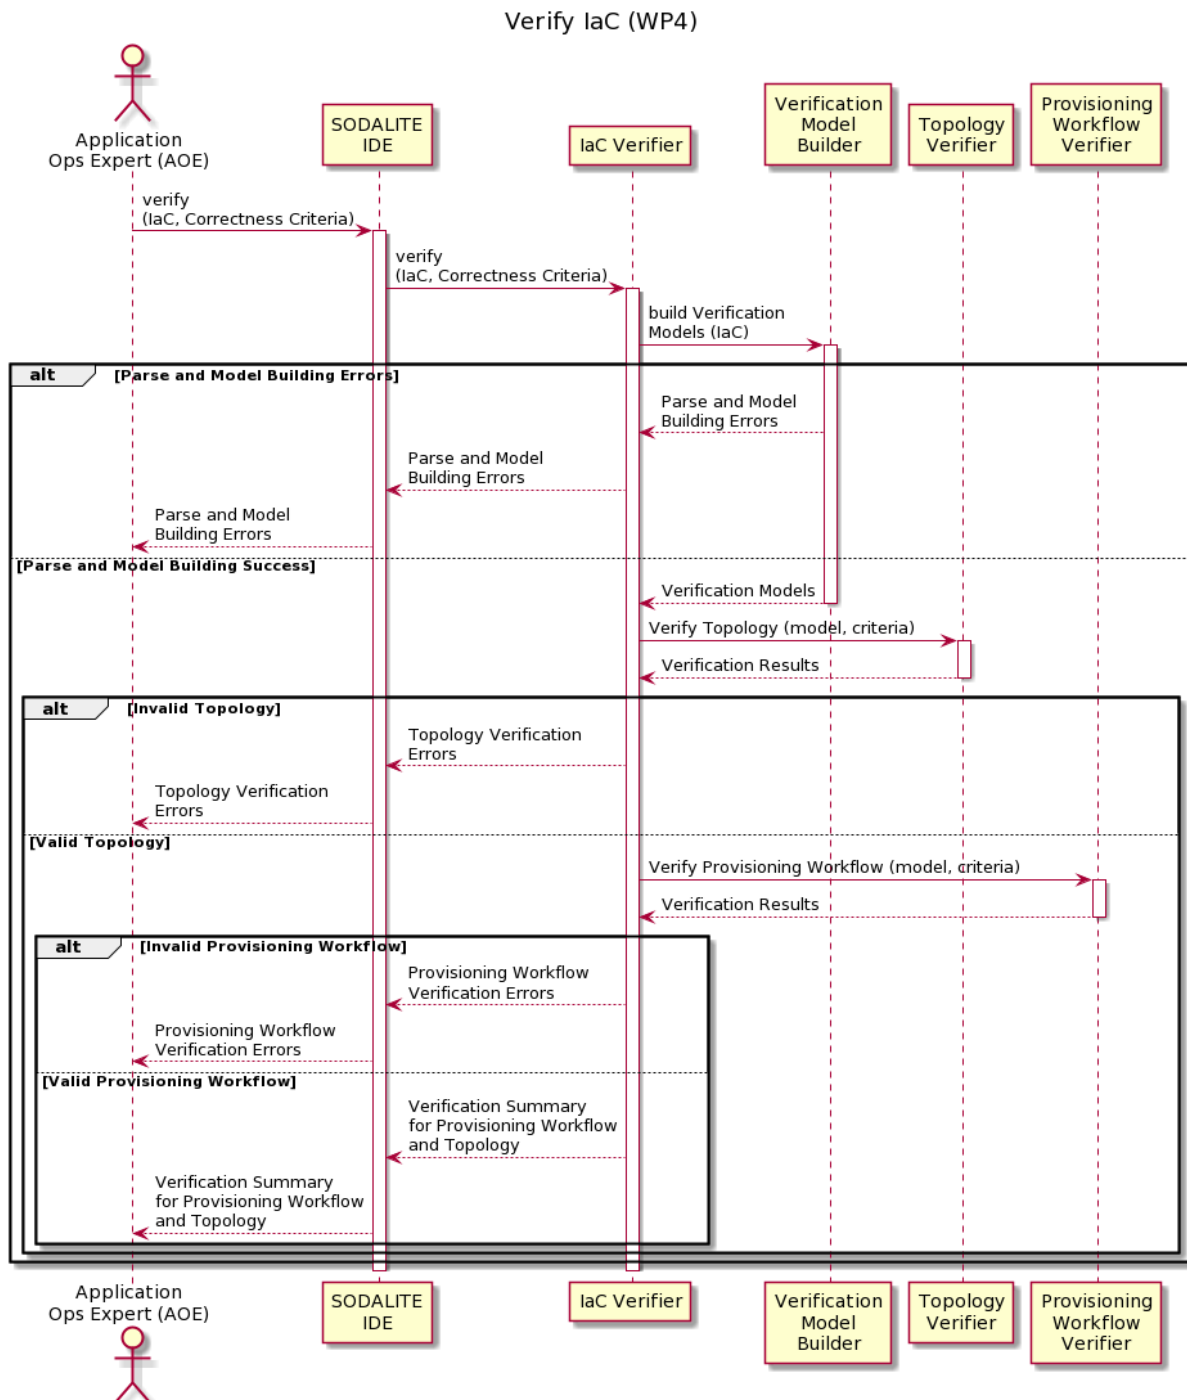 Verify IaC (WP4)
Application
Ops Expert (AOE)
SODALITE
IDE
IaC Verifier
Verification
Model
Builder
Topology
Verifier
Provisioning
Workflow
Verifier
verify
(IaC, Correctness Criteria)
verify
(IaC, Correctness Criteria)
build Verification
Models (IaC)
alt
[Parse and Model Building Errors]
Parse and Model
Building Errors
Parse and Model
Building Errors
Parse and Model
Building Errors
[Parse and Model Building Success]
Verification Models
Verify Topology (model, criteria)
Verification Results
alt
[Invalid Topology]
Topology Verification
Errors
Topology Verification
Errors
[Valid Topology]
Verify Provisioning Workflow (model, criteria)
Verification Results
alt
[Invalid Provisioning Workflow]
Provisioning Workflow
Verification Errors
Provisioning Workflow
Verification Errors
[Valid Provisioning Workflow]
Verification Summary
for Provisioning Workflow
and Topology
Verification Summary
for Provisioning Workflow
and Topology
Application
Ops Expert (AOE)
SODALITE
IDE
IaC Verifier
Verification
Model
Builder
Topology
Verifier
Provisioning
Workflow
Verifier